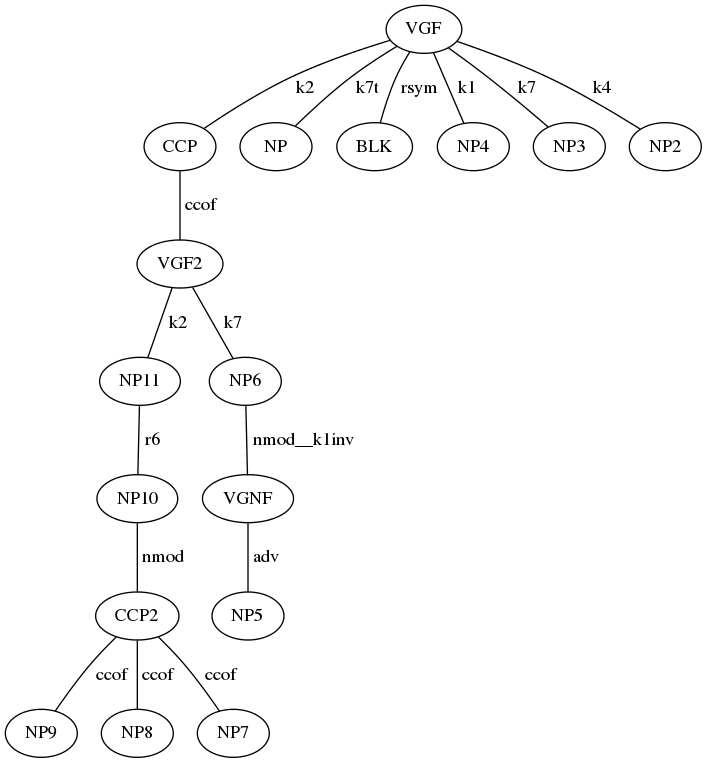 VGF
k2 k7t rsym k1 k7 k4
CCP NP BLK NP4 NP3 NP2
ccof
VGF2
k2 k7
NP11 NP6
r6 nmod__k1inv
NP10 VGNF
nmod adv
CCP2 NP5
ccof ccof ccof
NP9 NP8 NP7